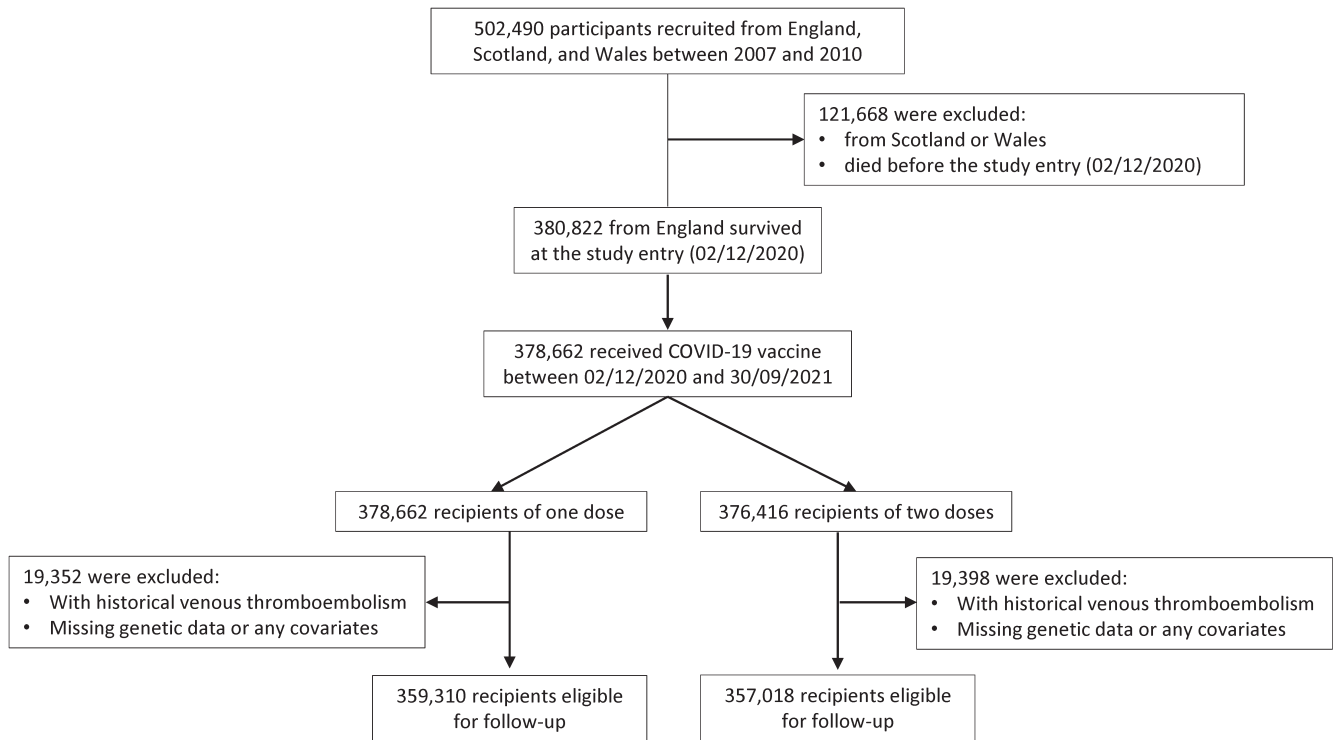 502,490 participants recruited from England,
Scotland, and Wales between 2007 and 2010
121,668 were excluded:
• from Scotland or Wales
• died before the study entry (02/12/2020)
380,822 from England survived
at the study entry (02/12/2020)
378,662 received COVID-19 vaccine
between 02/12/2020 and 30/09/2021
378,662 recipients of one dose
376,416 recipients of two doses
19,352 were excluded:
• With historical venous thromboembolism
• Missing genetic data or any covariates
19,398 were excluded:
• With historical venous thromboembolism
• Missing genetic data or any covariates
359,310 recipients eligible
for follow-up
357,018 recipients eligible
for follow-up